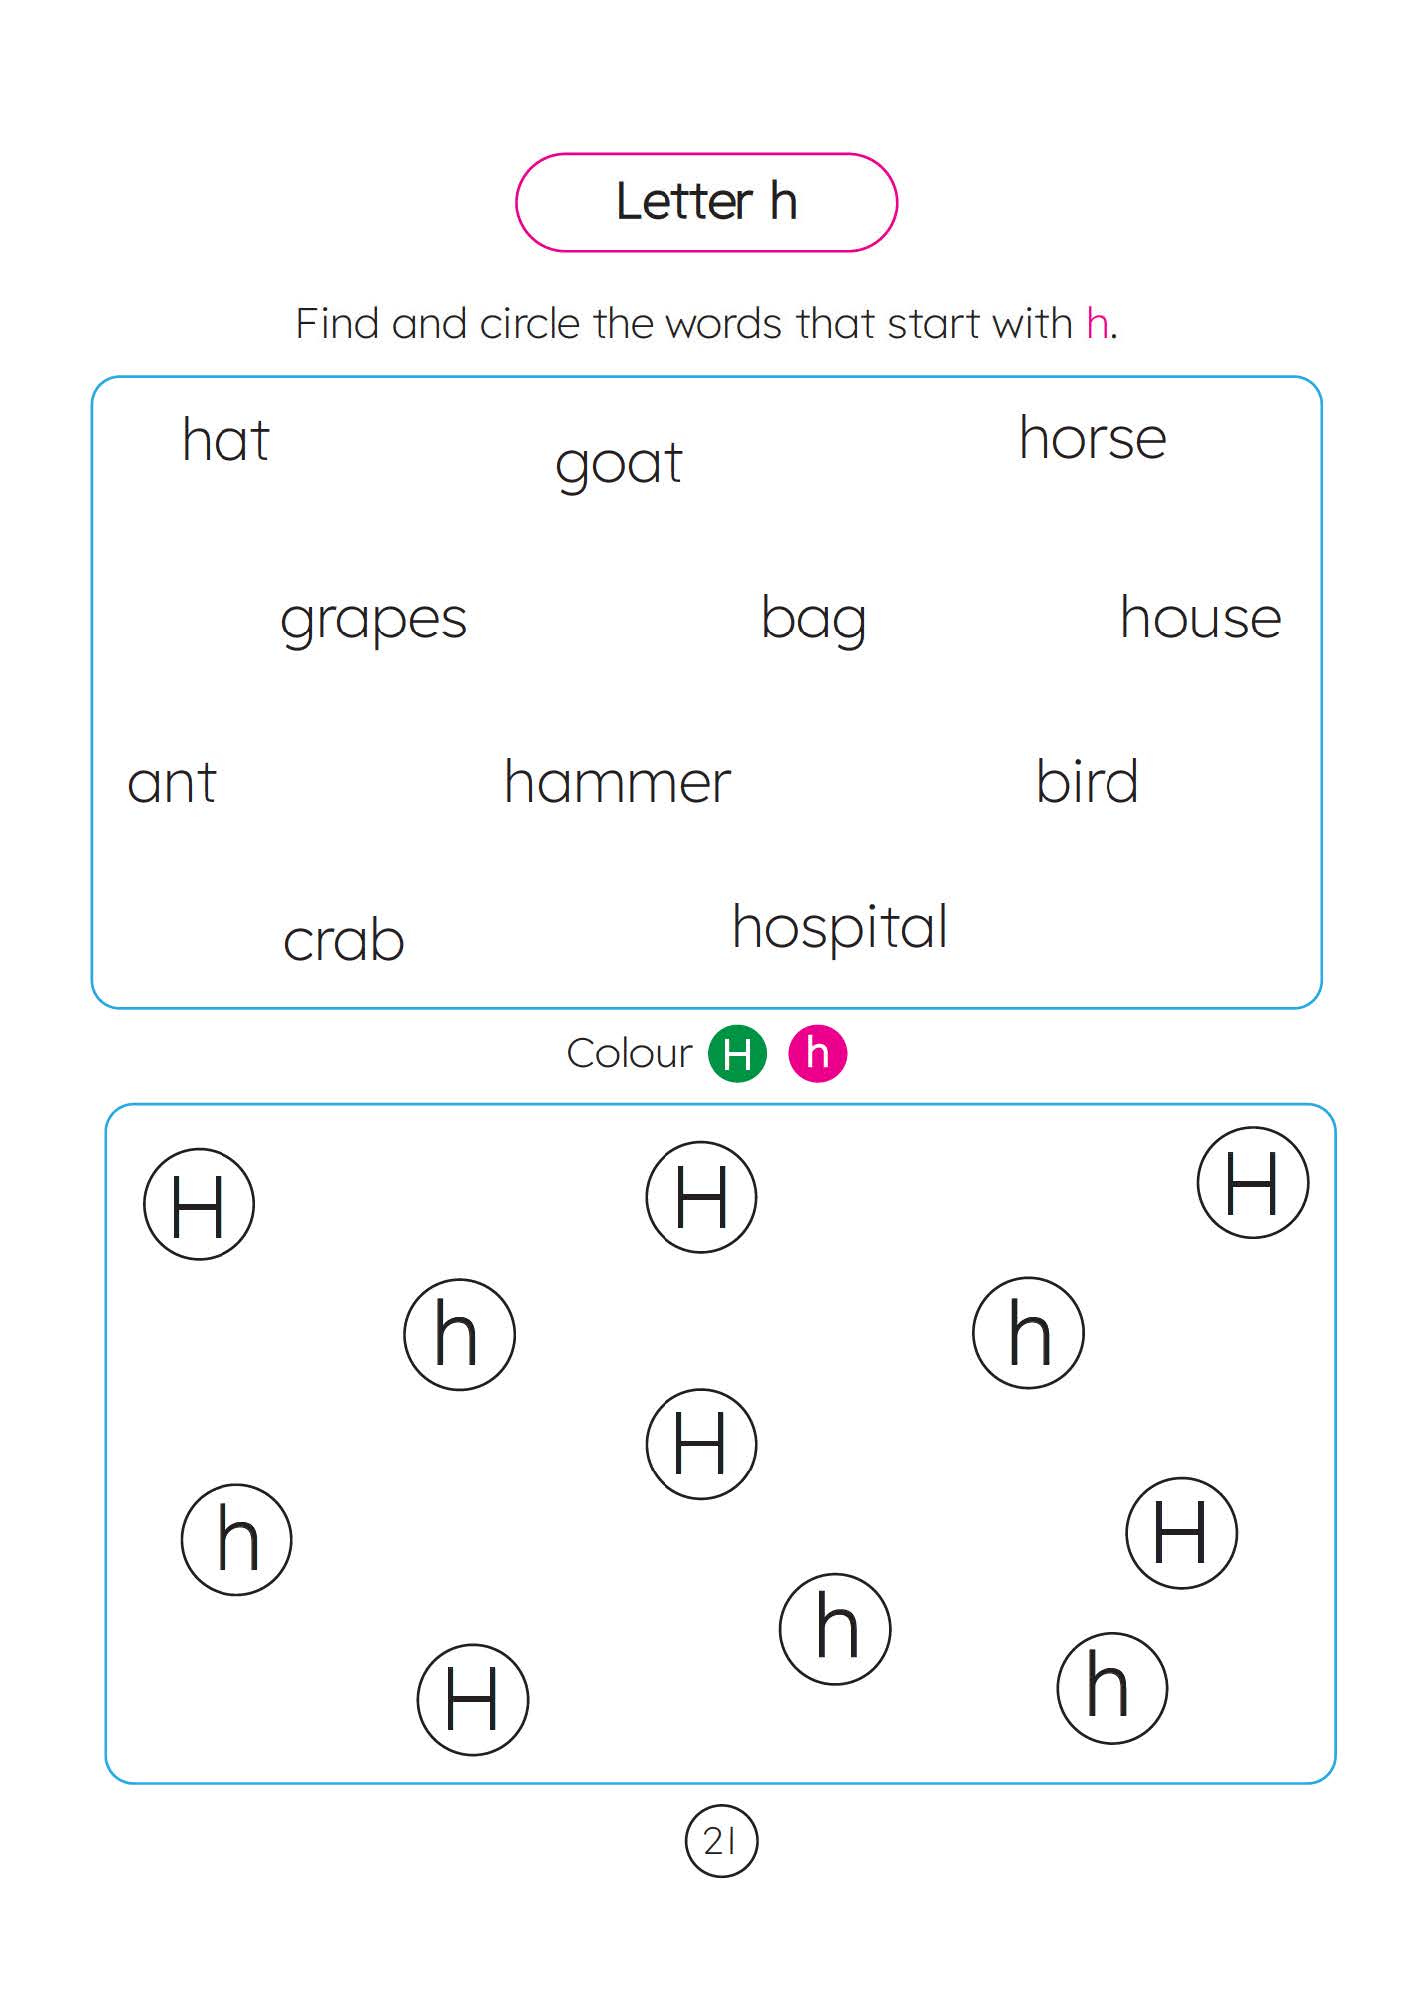 Letter h
Find and circle the words that start with h.
hat goat horse
grapes bag house
ant hammer bird
crab hospital
Colour H h
H H H
h h
H
h H
h
H h
21